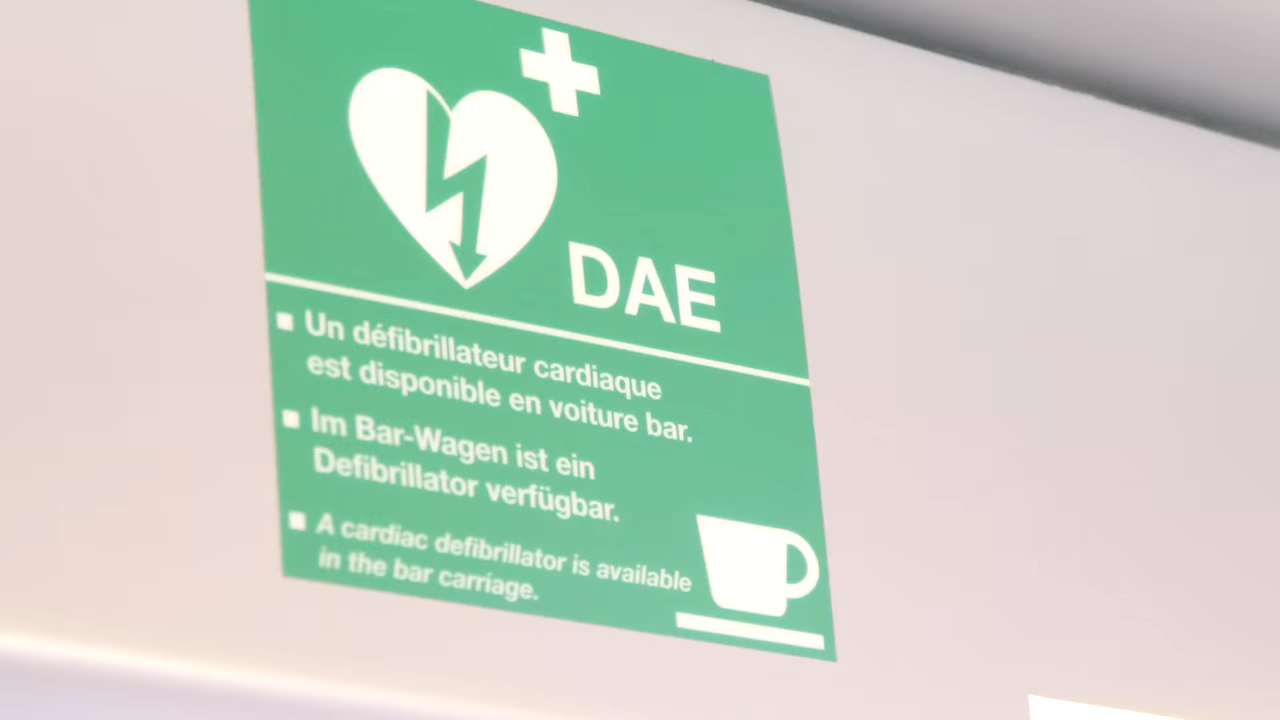 DAE
Un défibrillateur cardiaque
est disponible en voiture bar.
Im Bar-Wagen ist ein
Defibrillator verfügbar.
A cardiac defibrillator is available
in the bar carriage.